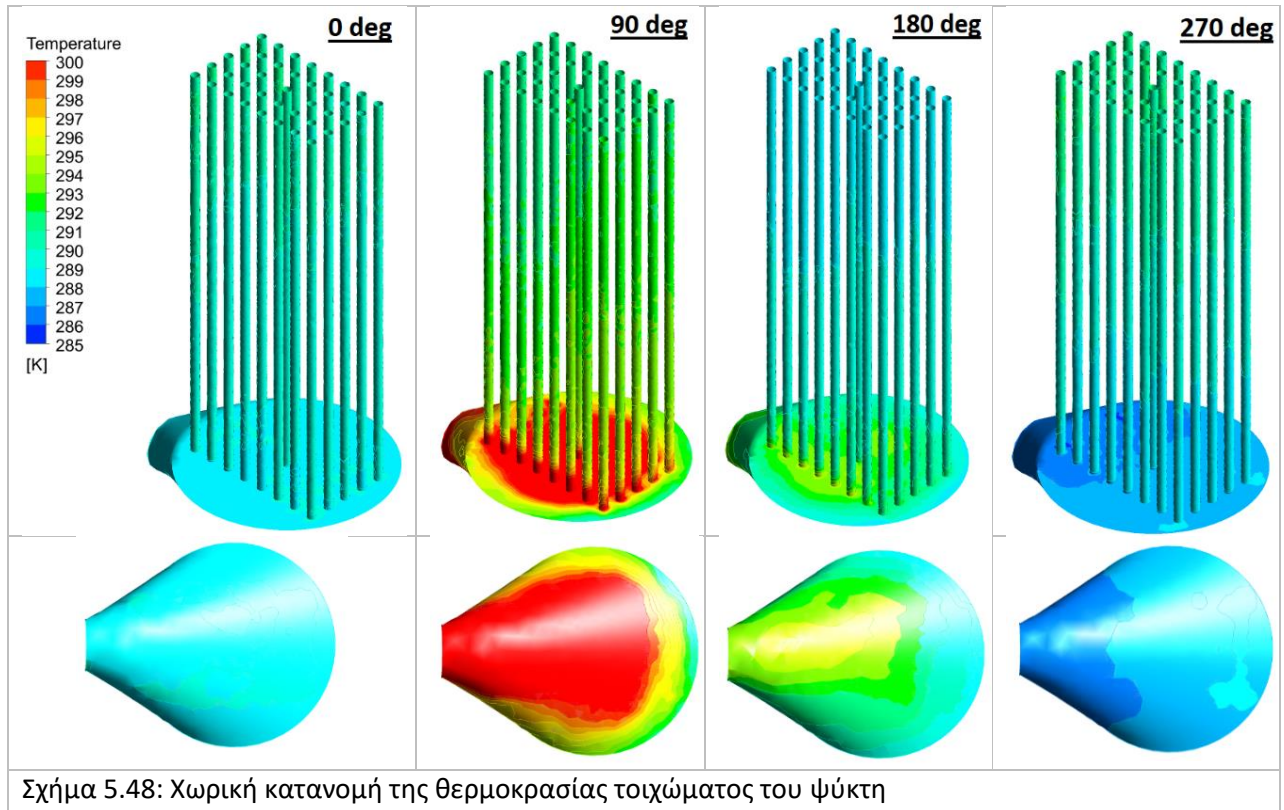 0 deg
90 deg
180 deg
270 deg
Temperature
300
299
298
297
296
295
294
293
292
291
290
289
288
287
286
285
[K]
Σχήμα 5.48: Χωρική κατανομή της θερμοκρασίας τοιχώματος του ψύκτη